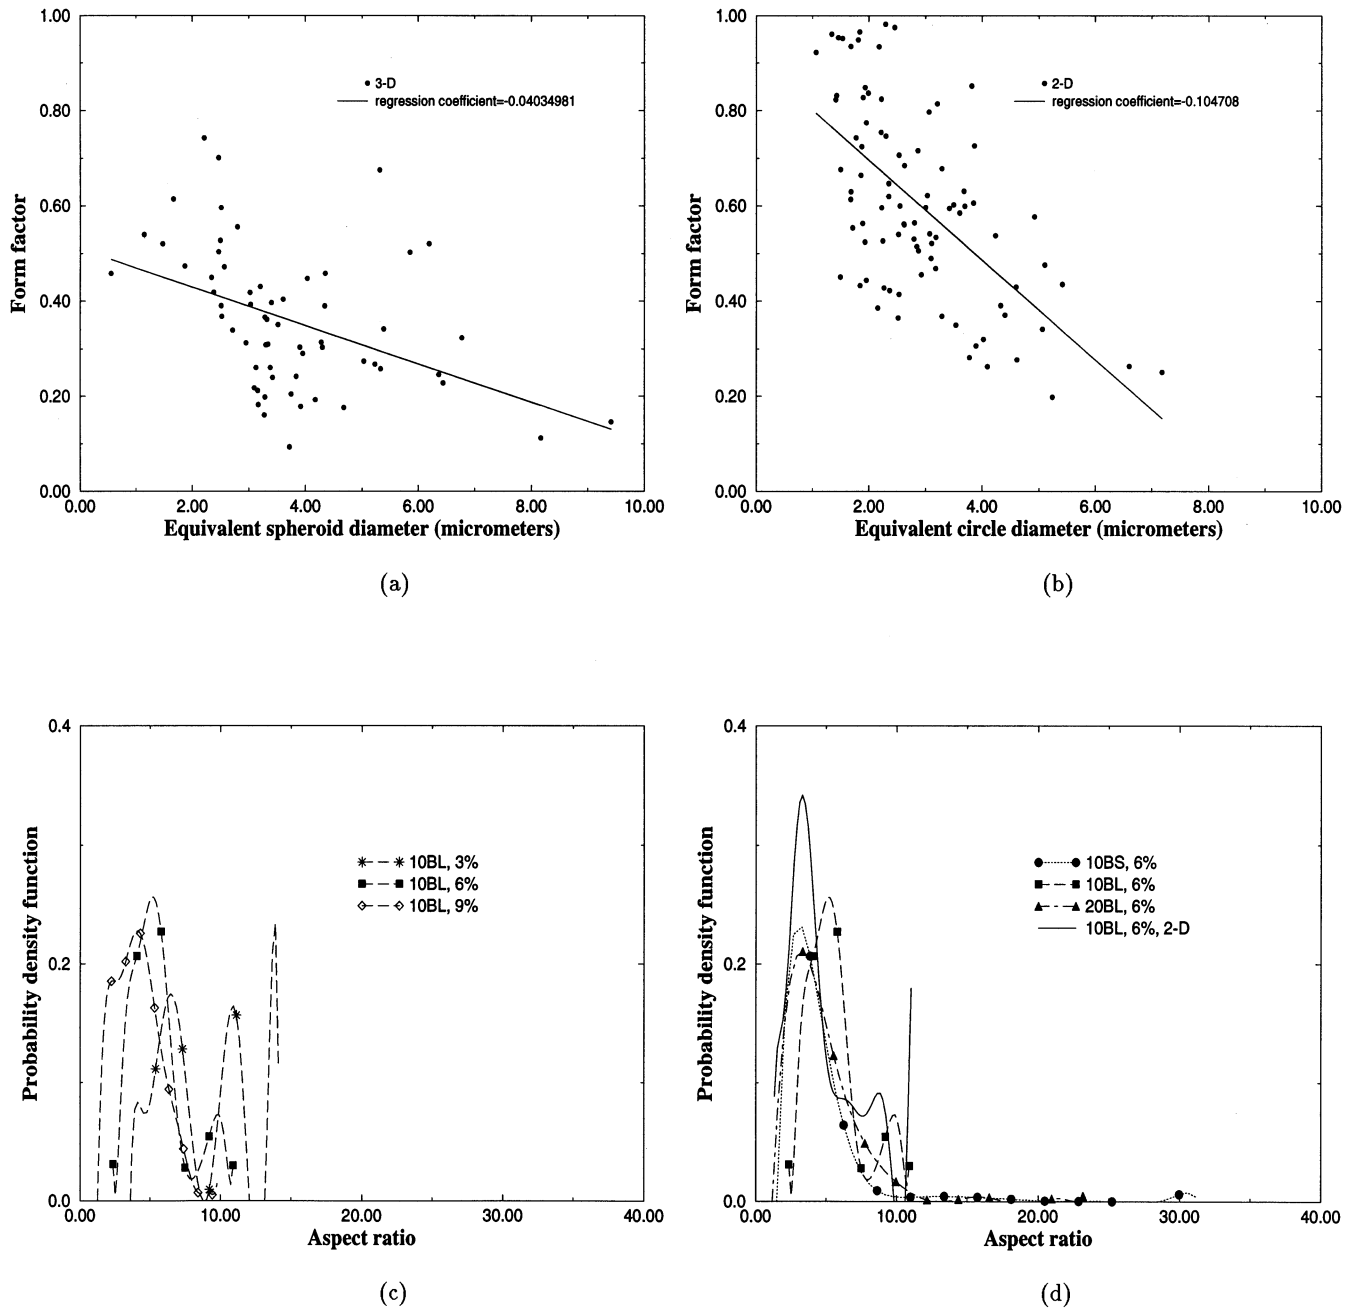 1.00
0.80
0.60
0.40
0.20
0.00
Form factor
3-D
regression coefficient=-0.04034981
0.00 2.00 4.00 6.00 8.00 10.00
Equivalent spheroid diameter (micrometers)
(a)
1.00
0.80
0.60
0.40
0.20
0.00
Form factor
2-D
regression coefficient=-0.104708
0.00 2.00 4.00 6.00 8.00 10.00
Equivalent circle diameter (micrometers)
(b)
0.4
0.2
0.0
Probability density function
10BL, 3%
10BL, 6%
10BL, 9%
0.00 10.00 20.00 30.00 40.00
Aspect ratio
(c)
0.4
0.2
0.0
Probability density function
10BS, 6%
10BL, 6%
20BL, 6%
10BL, 6%, 2-D
0.00 10.00 20.00 30.00 40.00
Aspect ratio
(d)